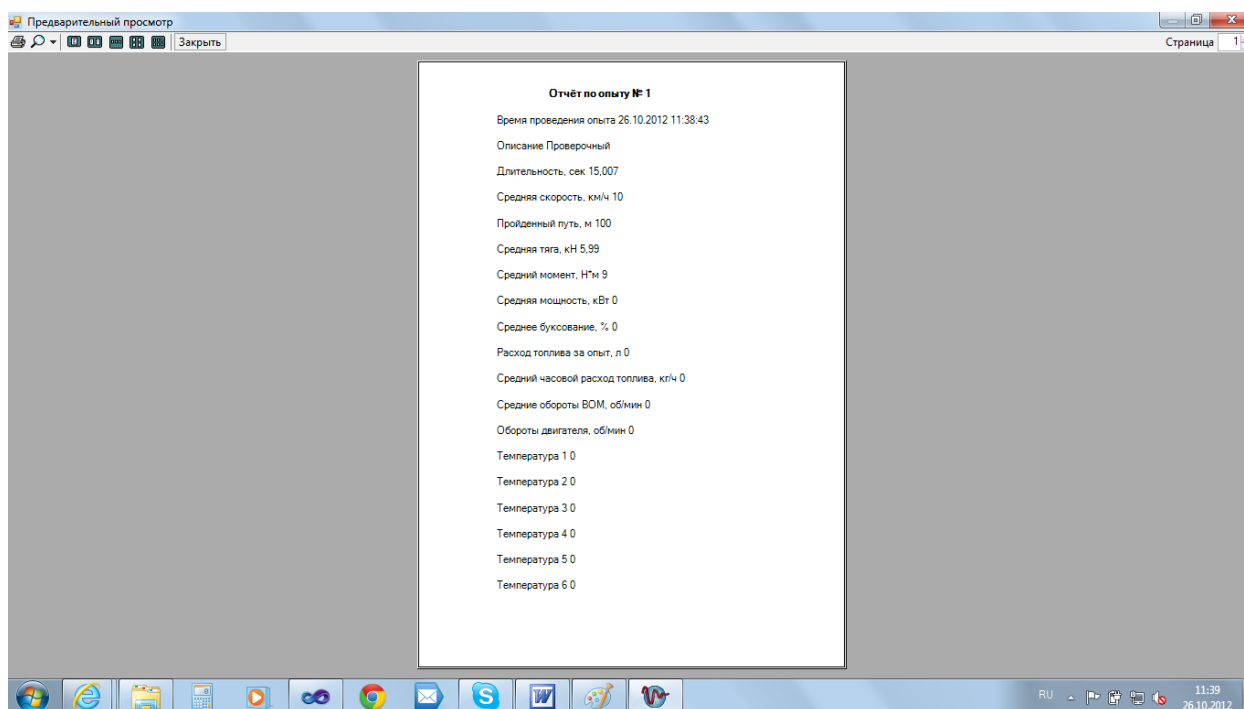 Предварительный просмотр
Закрыть
Страница 1
Отчёт по опыту № 1
Время проведения опыта 26.10.2012 11:38:43
Описание Проверочный
Длительность, сек 15,007
Средняя скорость, км/ч 10
Пройденный путь, м 100
Средняя тяга, кН 5,99
Средний момент, Н*м 9
Средняя мощность, кВт 0
Среднее буксование, % 0
Расход топлива за опыт, л 0
Средний часовой расход топлива, кг/ч 0
Средние обороты ВОМ, об/мин 0
Обороты двигателя, об/мин 0
Температура 1 0
Температура 2 0
Температура 3 0
Температура 4 0
Температура 5 0
Температура 6 0
RU
11:39
26.10.2012